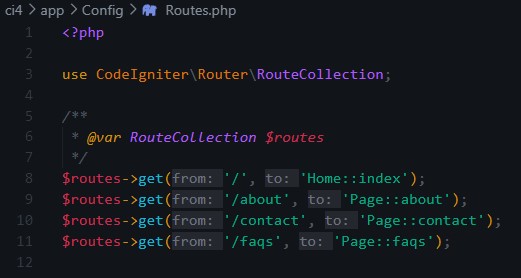 ci4 > app > Config > Routes.php
1 <?php
2
3 use CodeIgniter\Router\RouteCollection;
4
5 /**
6  * @var RouteCollection $routes
7  */
8 $routes->get(from: '/', to: 'Home::index');
9 $routes->get(from: '/about', to: 'Page::about');
10 $routes->get(from: '/contact', to: 'Page::contact');
11 $routes->get(from: '/faqs', to: 'Page::faqs');
12